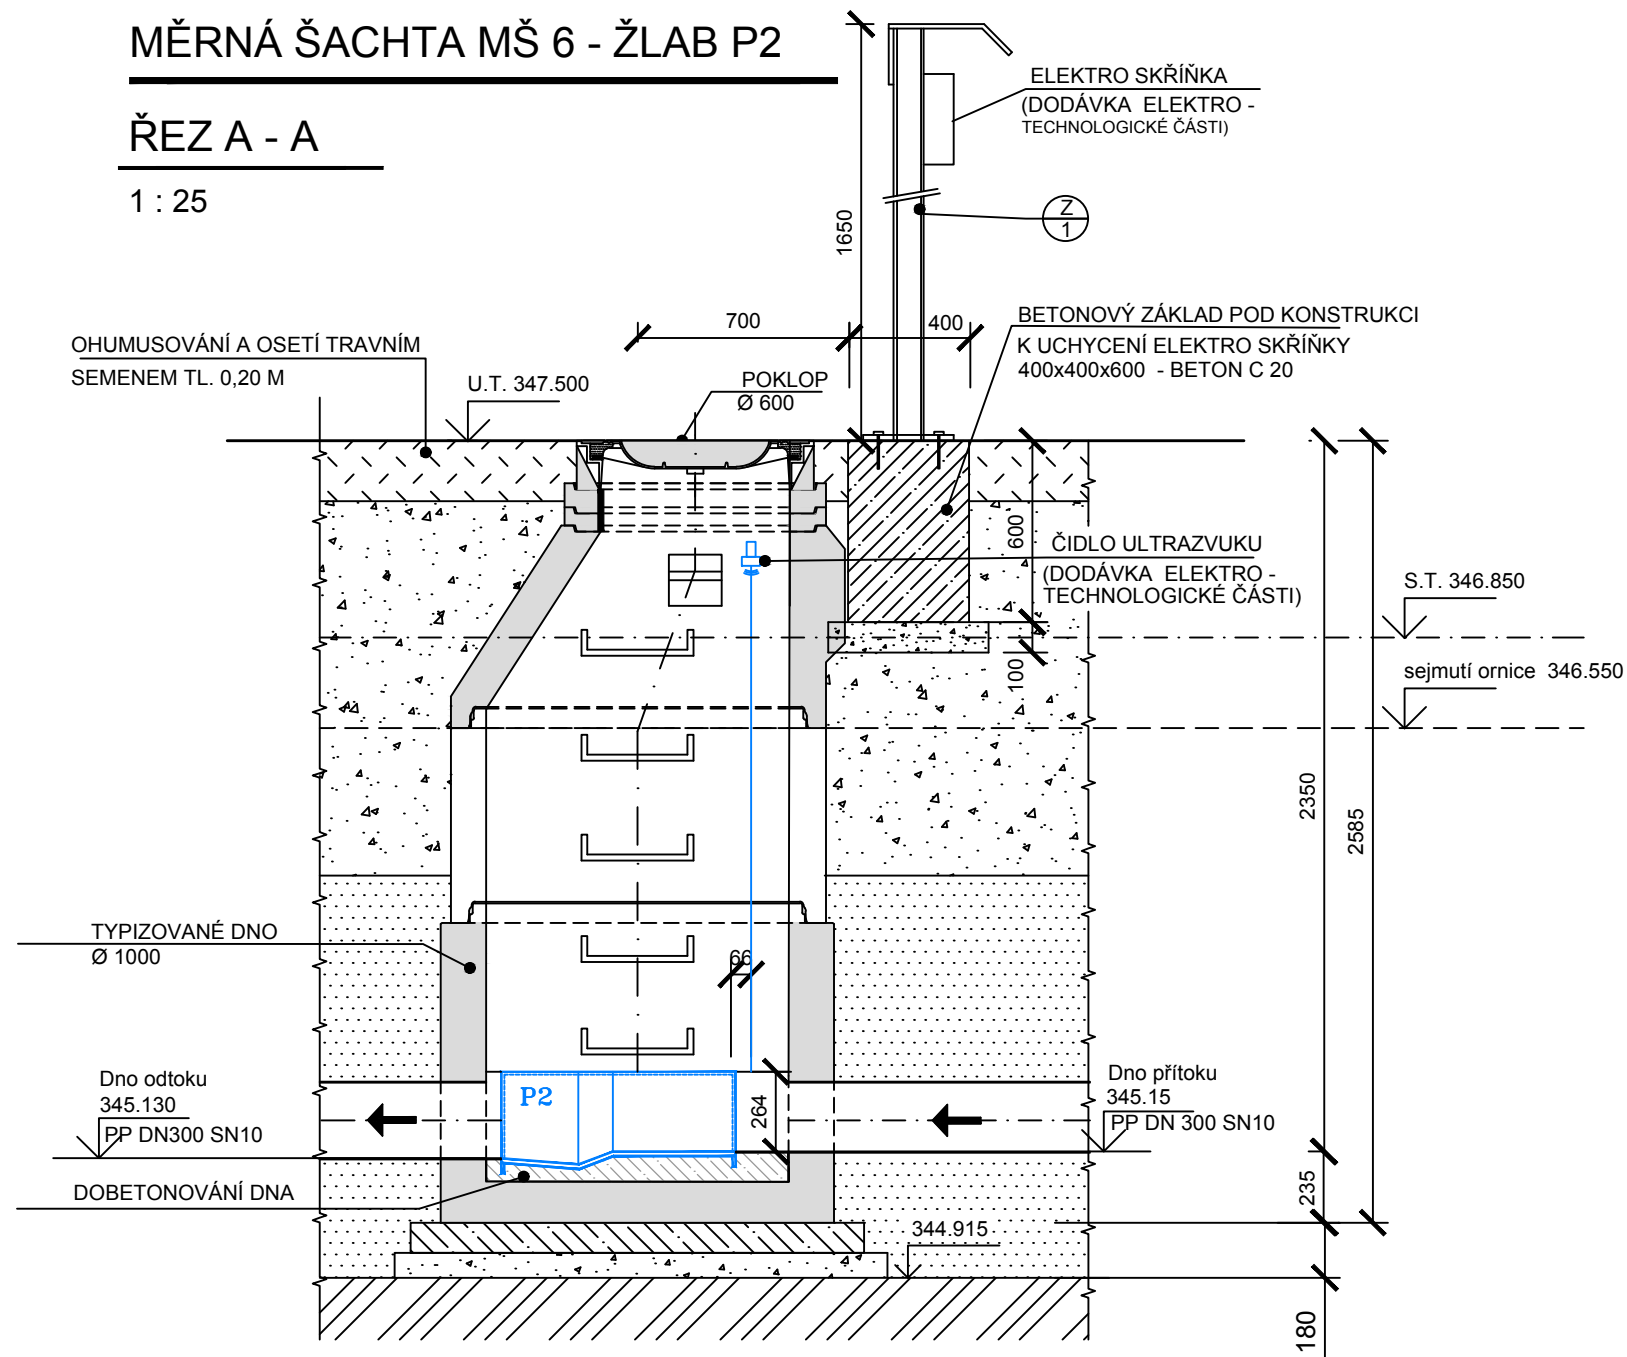 MĚRNÁ ŠACHTA MŠ 6 - ŽLAB P2
ŘEZ A - A
1 : 25
ELEKTRO SKŘÍŇKA
(DODÁVKA ELEKTRO -
TECHNOLOGICKÉ ČÁSTI)
Z
1
1650
700
400
BETONOVÝ ZÁKLAD POD KONSTRUKCI
K UCHYCENÍ ELEKTRO SKŘÍŇKY
400x400x600 - BETON C 20
OHUMUSOVÁNÍ A OSETÍ TRAVNÍM
SEMENEM TL. 0,20 M
U.T. 347.500
POKLOP
Ø 600
600
ČIDLO ULTRAZVUKU
(DODÁVKA ELEKTRO -
TECHNOLOGICKÉ ČÁSTI)
S.T. 346.850
100
sejmutí ornice 346.550
2350
2585
TYPIZOVANÉ DNO
Ø 1000
66
Dno odtoku
345.130
PP DN300 SN10
P2
264
Dno přítoku
345.15
PP DN 300 SN10
DOBETONOVÁNÍ DNA
235
344.915
180